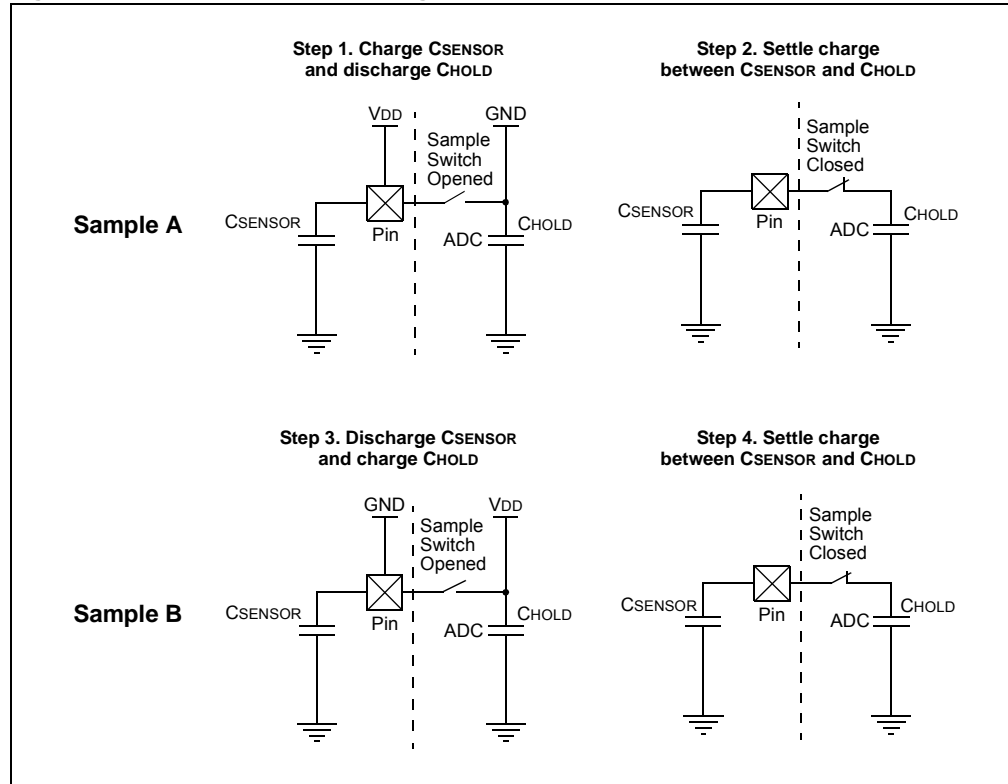 Step 1. Charge CSENSOR
and discharge CHOLD
Step 2. Settle charge
between CSENSOR and CHOLD
VDD
GND
Sample
Switch
Opened
Sample
Switch
Closed
Sample A
CSENSOR
Pin
ADC
CHOLD
CSENSOR
Pin
ADC
CHOLD
Step 3. Discharge CSENSOR
and charge CHOLD
Step 4. Settle charge
between CSENSOR and CHOLD
GND
VDD
Sample
Switch
Opened
Sample
Switch
Closed
Sample B
CSENSOR
Pin
ADC
CHOLD
CSENSOR
Pin
ADC
CHOLD